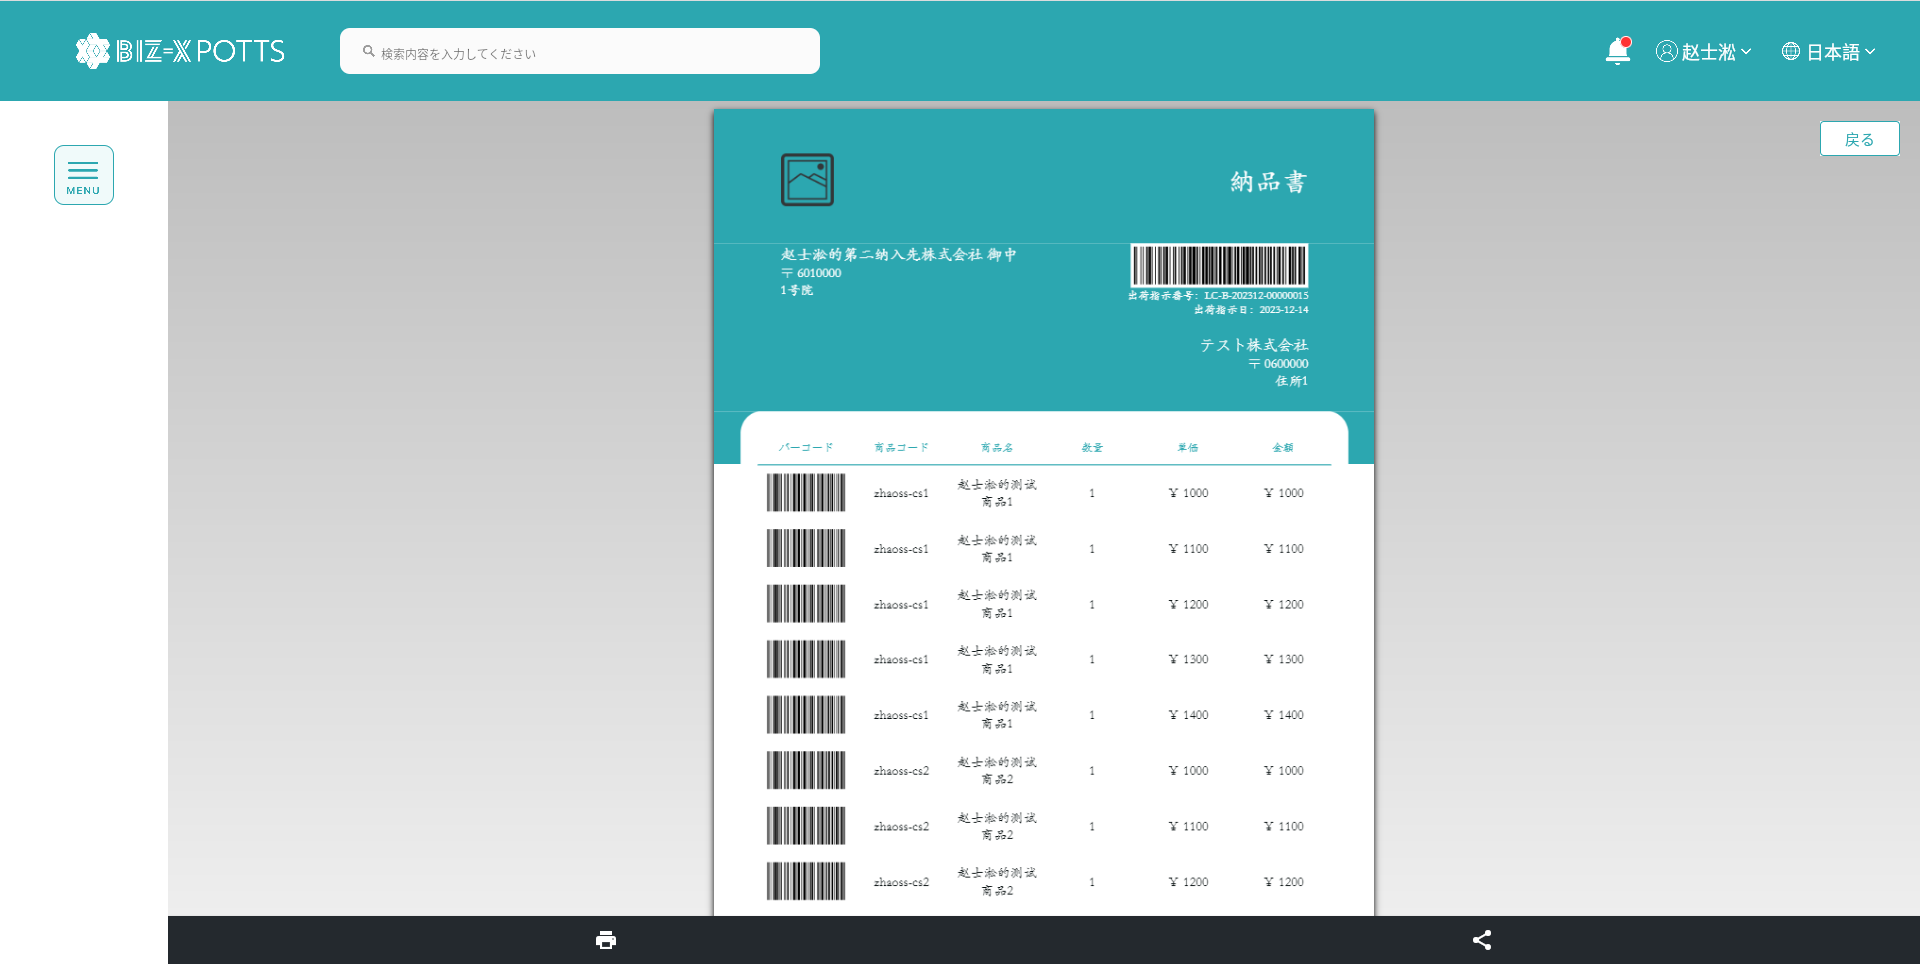 BIZ=X POTTS
検索内容を入力してください
赵士淞
日本語
MENU
戻る
納品書
赵士淞的第二纳入先株式会社 御中
〒 6010000
1号院
出荷指示番号: LC-B-202312-00000015
出荷指示日: 2023-12-14
テスト株式会社
〒 0600000
住所1
バーコード 商品コード 商品名 数量 単価 金額
zhaoss-cs1 赵士淞的测试商品1 1 ¥ 1000 ¥ 1000
zhaoss-cs1 赵士淞的测试商品1 1 ¥ 1100 ¥ 1100
zhaoss-cs1 赵士淞的测试商品1 1 ¥ 1200 ¥ 1200
zhaoss-cs1 赵士淞的测试商品1 1 ¥ 1300 ¥ 1300
zhaoss-cs1 赵士淞的测试商品1 1 ¥ 1400 ¥ 1400
zhaoss-cs2 赵士淞的测试商品2 1 ¥ 1000 ¥ 1000
zhaoss-cs2 赵士淞的测试商品2 1 ¥ 1100 ¥ 1100
zhaoss-cs2 赵士淞的测试商品2 1 ¥ 1200 ¥ 1200